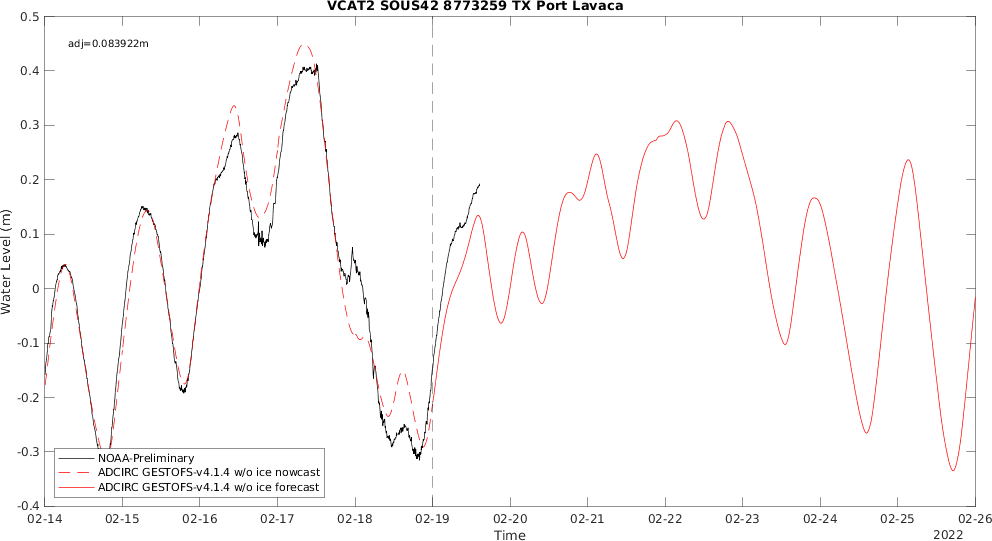 VCAT2 SOUS42 8773259 TX Port Lavaca
adj=0.083922m
Water Level (m)
0.5
0.4
0.3
0.2
0.1
0
-0.1
-0.2
-0.3
-0.4
NOAA-Preliminary
ADCIRC GESTOFS-v4.1.4 w/o ice nowcast
ADCIRC GESTOFS-v4.1.4 w/o ice forecast
02-14 02-15 02-16 02-17 02-18 02-19 02-20 02-21 02-22 02-23 02-24 02-25 02-26
Time
2022